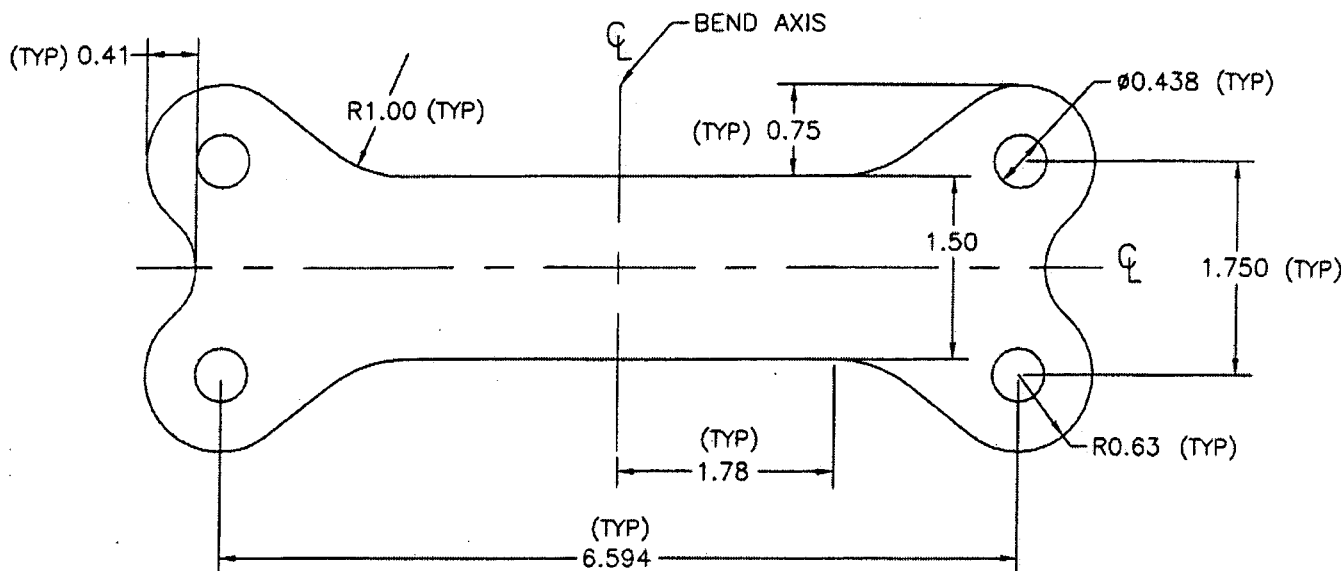 BEND AXIS
℄
(TYP) 0.41
R1.00 (TYP)
(TYP) 0.75
ø0.438 (TYP)
1.50
℄
1.750 (TYP)
(TYP)
1.78
R0.63 (TYP)
(TYP)
6.594